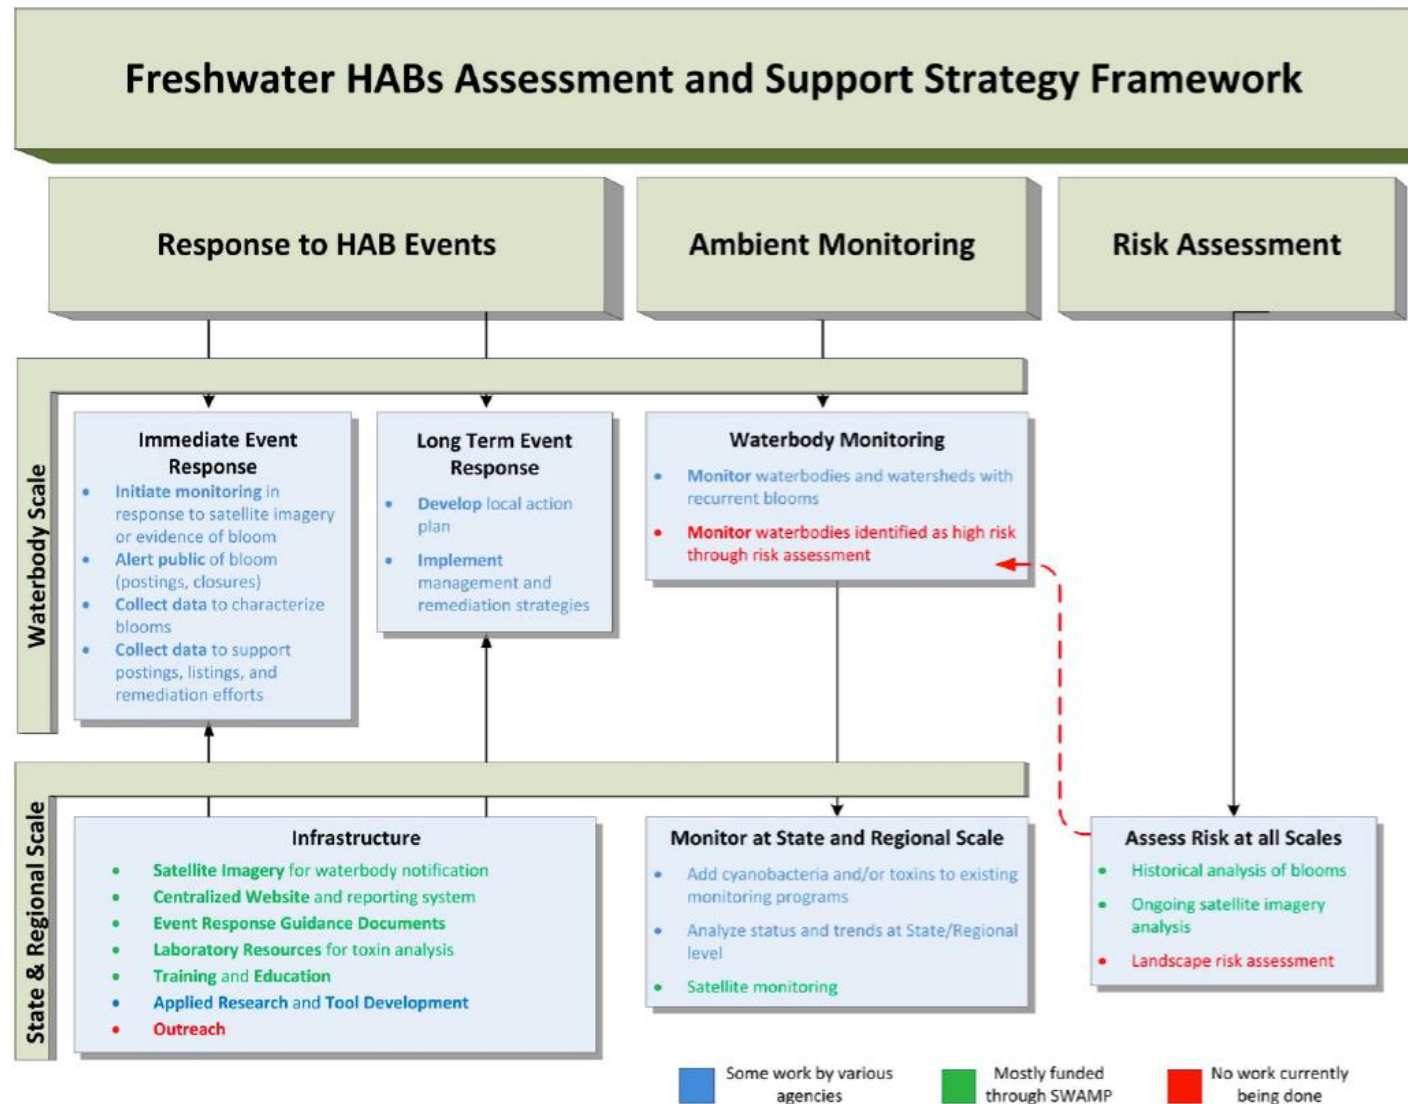 Freshwater HABs Assessment and Support Strategy Framework
Response to HAB Events
Ambient Monitoring
Risk Assessment
Waterbody Scale
Immediate Event
Response
• Initiate monitoring in
response to satellite imagery
or evidence of bloom
• Alert public of bloom
(postings, closures)
• Collect data to characterize
blooms
• Collect data to support
postings, listings, and
remediation efforts
Long Term Event
Response
• Develop local action
plan
• Implement
management and
remediation strategies
Waterbody Monitoring
• Monitor waterbodies and watersheds with
recurrent blooms
• Monitor waterbodies identified as high risk
through risk assessment
State & Regional Scale
Infrastructure
• Satellite Imagery for waterbody notification
• Centralized Website and reporting system
• Event Response Guidance Documents
• Laboratory Resources for toxin analysis
• Training and Education
• Applied Research and Tool Development
• Outreach
Monitor at State and Regional Scale
• Add cyanobacteria and/or toxins to existing
monitoring programs
• Analyze status and trends at State/Regional
level
• Satellite monitoring
Assess Risk at all Scales
• Historical analysis of blooms
• Ongoing satellite imagery
analysis
• Landscape risk assessment
Some work by various
agencies
Mostly funded
through SWAMP
No work currently
being done